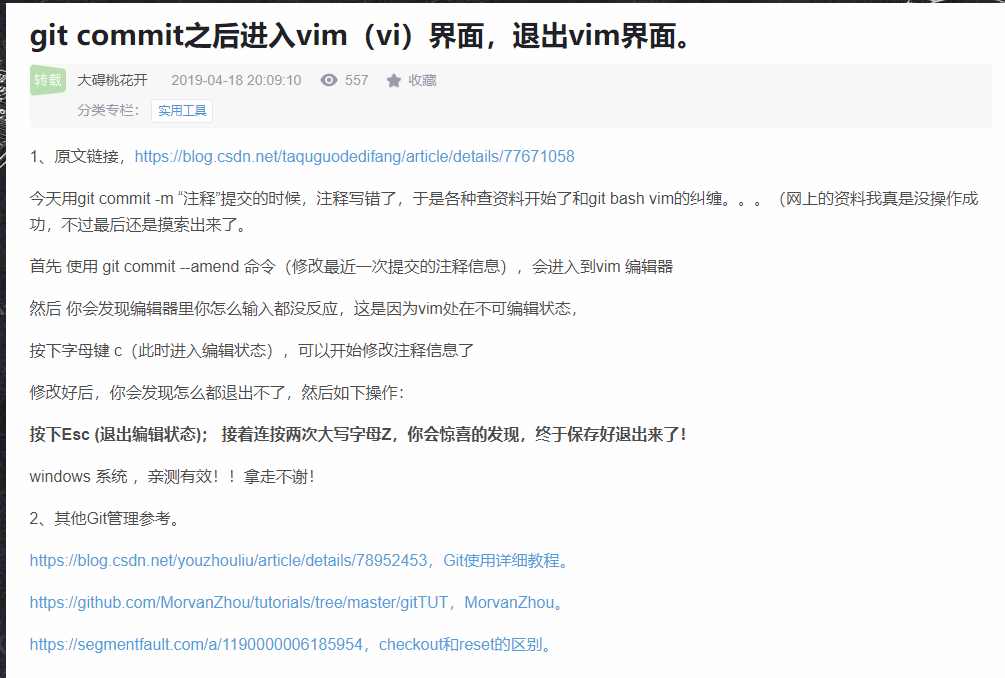 git commit之后进入vim（vi）界面，退出vim界面。
转载 大碍桃花开 2019-04-18 20:09:10 557 收藏
分类专栏： 实用工具
1、原文链接，https://blog.csdn.net/taquguodedifang/article/details/77671058
今天用git commit -m “注释”提交的时候，注释写错了，于是各种查资料开始了和git bash vim的纠缠。。。（网上的资料我真是没操作成
功，不过最后还是摸索出来了。
首先 使用 git commit --amend 命令（修改最近一次提交的注释信息），会进入到vim 编辑器
然后 你会发现编辑器里你怎么输入都没反应，这是因为vim处在不可编辑状态，
按下字母键 c（此时进入编辑状态），可以开始修改注释信息了
修改好后，你会发现怎么都退出不了，然后如下操作：
按下Esc (退出编辑状态)； 接着连按两次大写字母Z，你会惊喜的发现，终于保存好退出来了！
windows 系统 ，亲测有效！！拿走不谢！
2、其他Git管理参考。
https://blog.csdn.net/youzhouliu/article/details/78952453，Git使用详细教程。
https://github.com/MorvanZhou/tutorials/tree/master/gitTUT，MorvanZhou。
https://segmentfault.com/a/1190000006185954，checkout和reset的区别。